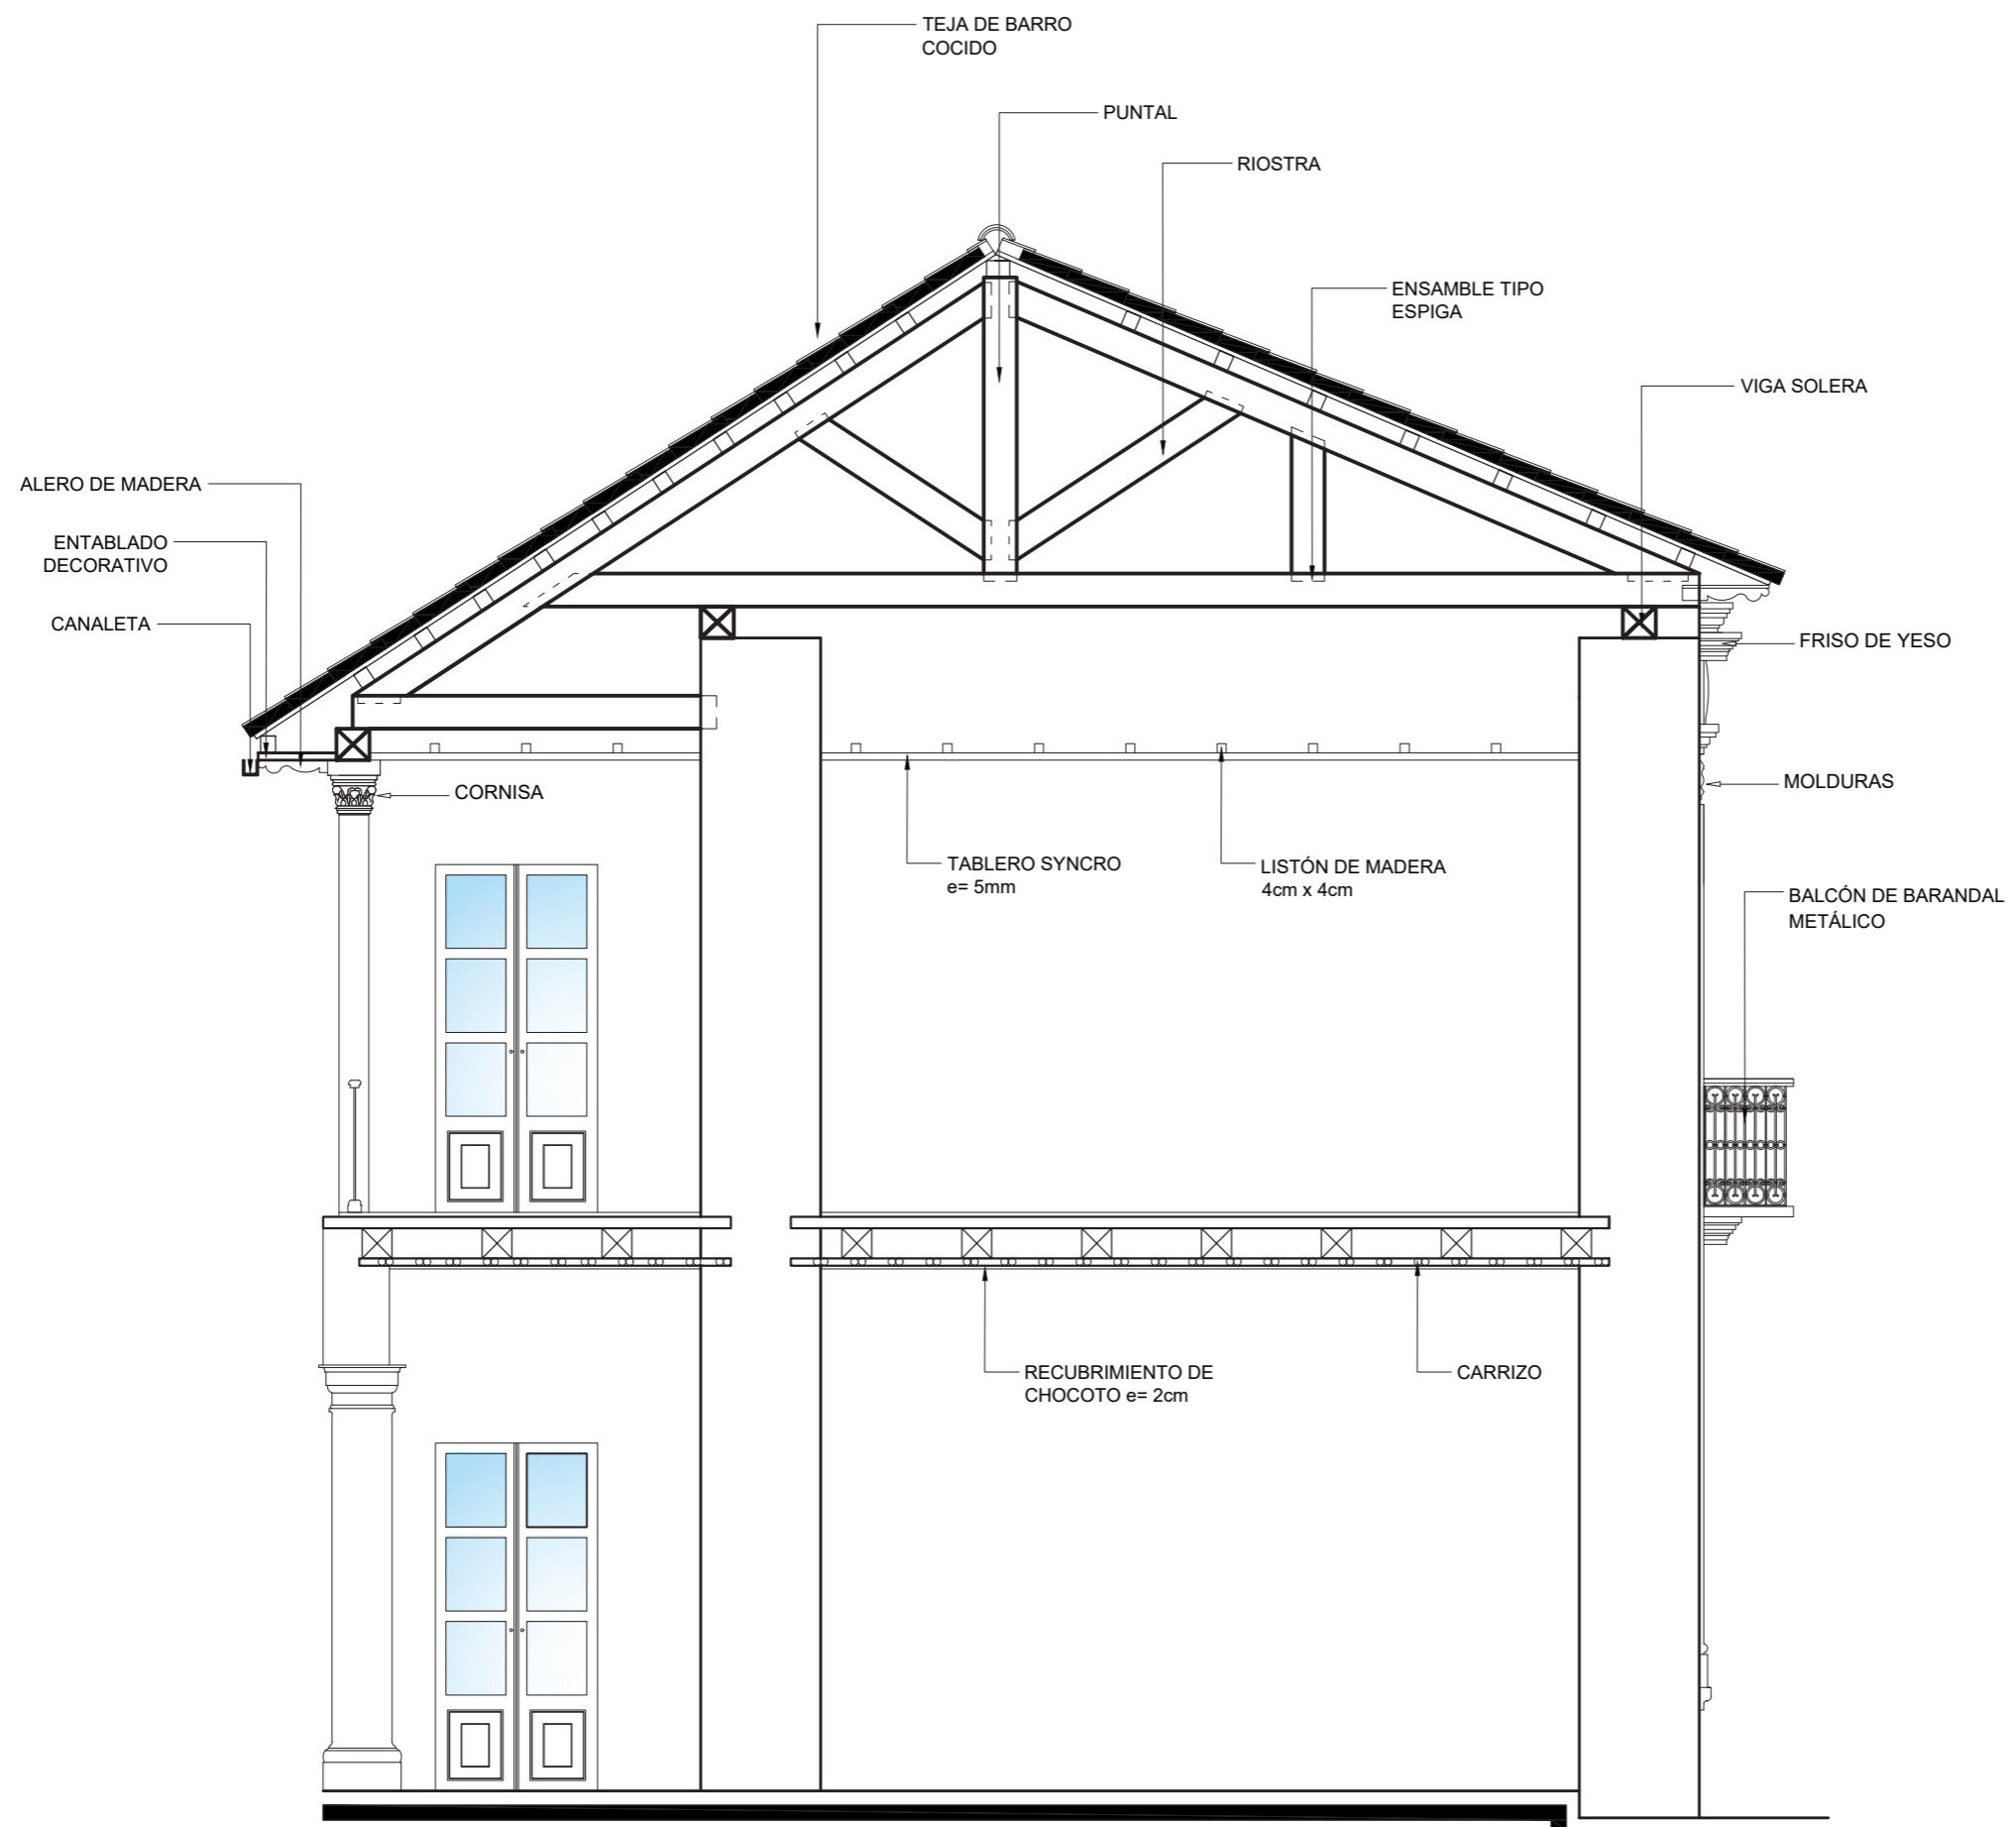 TEJA DE BARRO
COCIDO
PUNTAL
RIOSTRA
ENSAMBLE TIPO
ESPIGA
VIGA SOLERA
ALERO DE MADERA
ENTABLADO
DECORATIVO
CANALETA
FRISO DE YESO
CORNISA
MOLDURAS
TABLERO SYNCRO
e= 5mm
LISTÓN DE MADERA
4cm x 4cm
BALCÓN DE BARANDAL
METÁLICO
RECUBRIMIENTO DE
CHOCOTO e= 2cm
CARRIZO